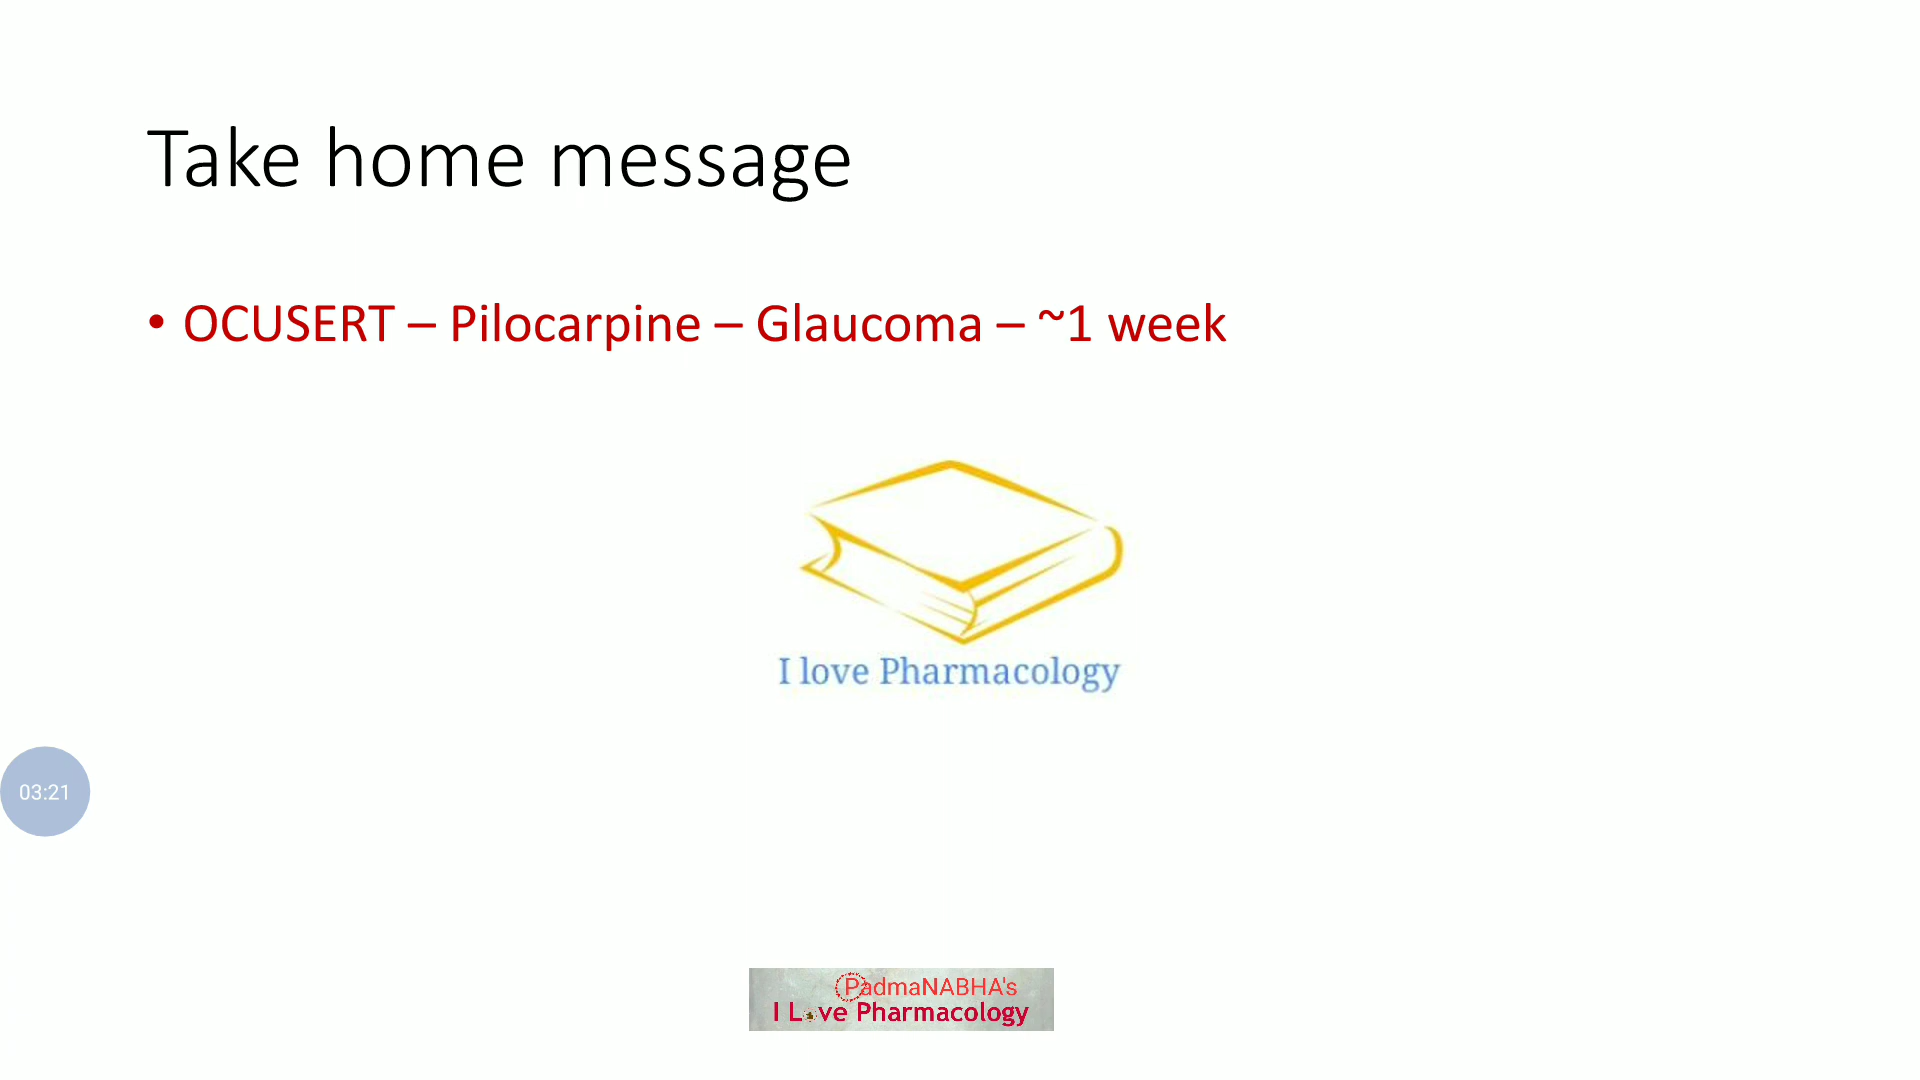 Take home message
• OCUSERT – Pilocarpine – Glaucoma – ~1 week
I love Pharmacology
03:21
PadmaNABHA's
I Love Pharmacology